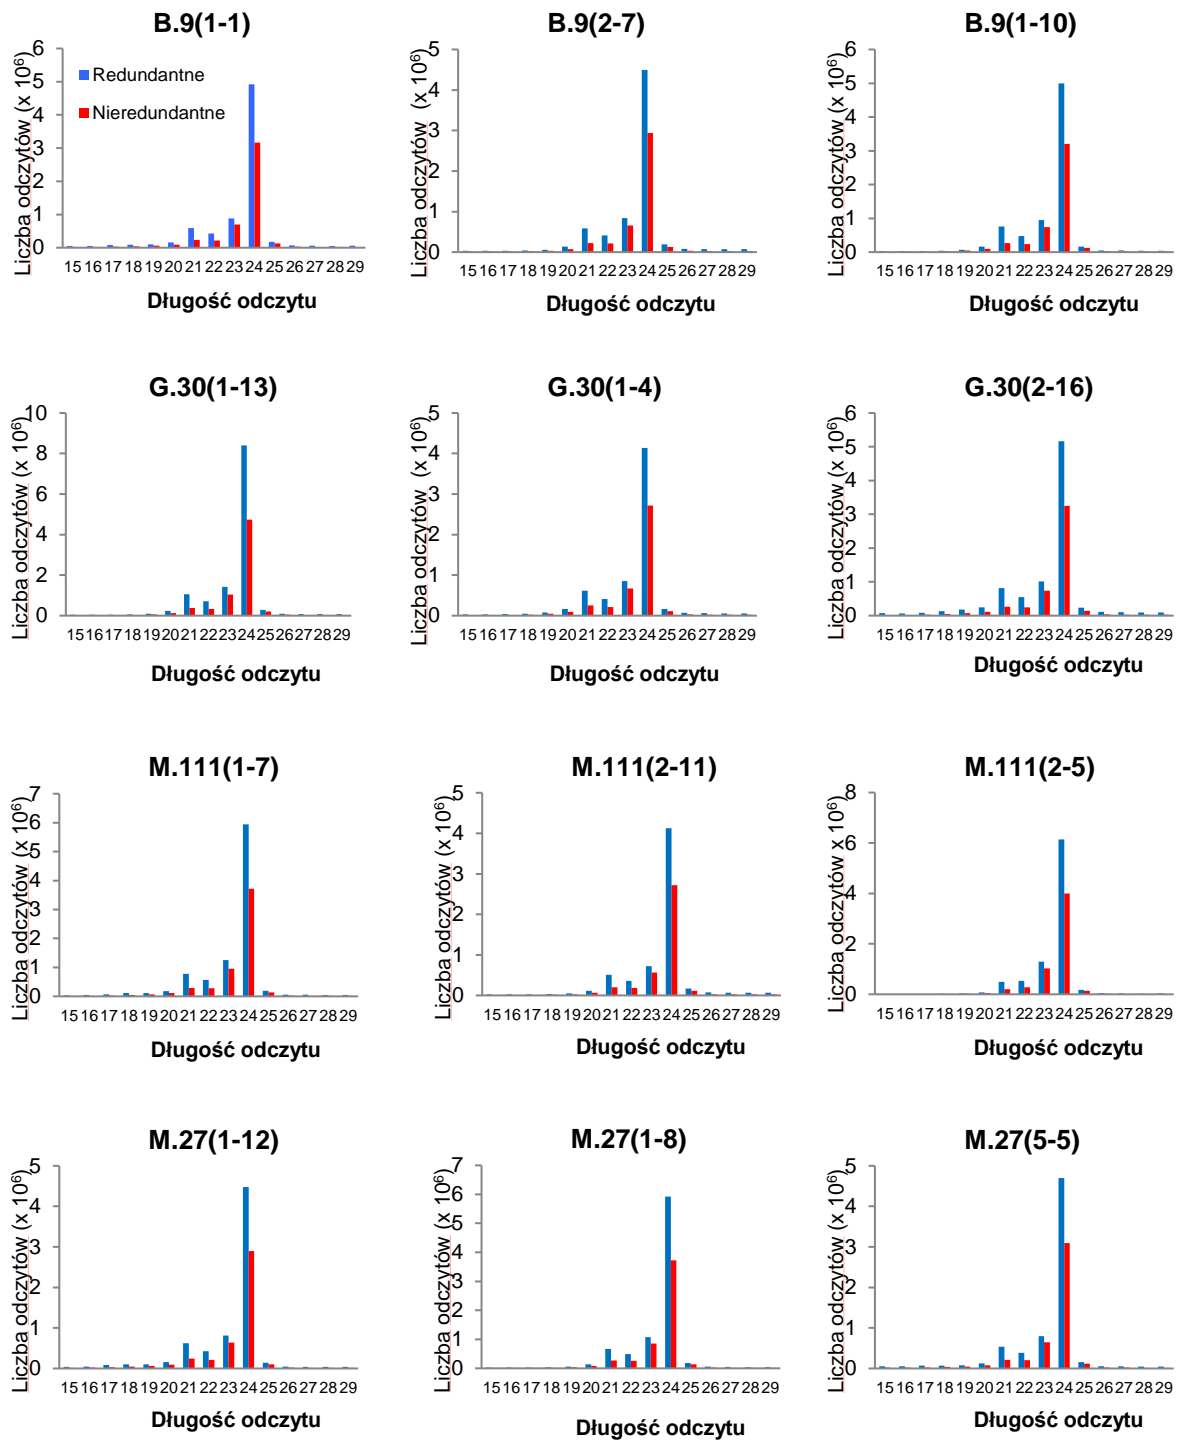 B.9(1-1)
Liczba odczytów (x 10⁶)
6
5
4
3
2
1
0
Redundantne
Nieredundantne
15 16 17 18 19 20 21 22 23 24 25 26 27 28 29
Długość odczytu
B.9(2-7)
Liczba odczytów (x 10⁶)
5
4
3
2
1
0
15 16 17 18 19 20 21 22 23 24 25 26 27 28 29
Długość odczytu
B.9(1-10)
Liczba odczytów (x 10⁶)
6
5
4
3
2
1
0
15 16 17 18 19 20 21 22 23 24 25 26 27 28 29
Długość odczytu
G.30(1-13)
Liczba odczytów (x 10⁶)
10
8
6
4
2
0
15 16 17 18 19 20 21 22 23 24 25 26 27 28 29
Długość odczytu
G.30(1-4)
Liczba odczytów (x 10⁶)
5
4
3
2
1
0
15 16 17 18 19 20 21 22 23 24 25 26 27 28 29
Długość odczytu
G.30(2-16)
Liczba odczytów (x 10⁶)
6
5
4
3
2
1
0
15 16 17 18 19 20 21 22 23 24 25 26 27 28 29
Długość odczytu
M.111(1-7)
Liczba odczytów (x 10⁶)
7
6
5
4
3
2
1
0
15 16 17 18 19 20 21 22 23 24 25 26 27 28 29
Długość odczytu
M.111(2-11)
Liczba odczytów (x 10⁶)
5
4
3
2
1
0
15 16 17 18 19 20 21 22 23 24 25 26 27 28 29
Długość odczytu
M.111(2-5)
Liczba odczytów x 10⁶)
8
6
4
2
0
15 16 17 18 19 20 21 22 23 24 25 26 27 28 29
Długość odczytu
M.27(1-12)
Liczba odczytów (x 10⁶)
5
4
3
2
1
0
15 16 17 18 19 20 21 22 23 24 25 26 27 28 29
Długość odczytu
M.27(1-8)
Liczba odczytów (x 10⁶)
7
6
5
4
3
2
1
0
15 16 17 18 19 20 21 22 23 24 25 26 27 28 29
Długość odczytu
M.27(5-5)
Liczba odczytów (x 10⁶)
5
4
3
2
1
0
15 16 17 18 19 20 21 22 23 24 25 26 27 28 29
Długość odczytu